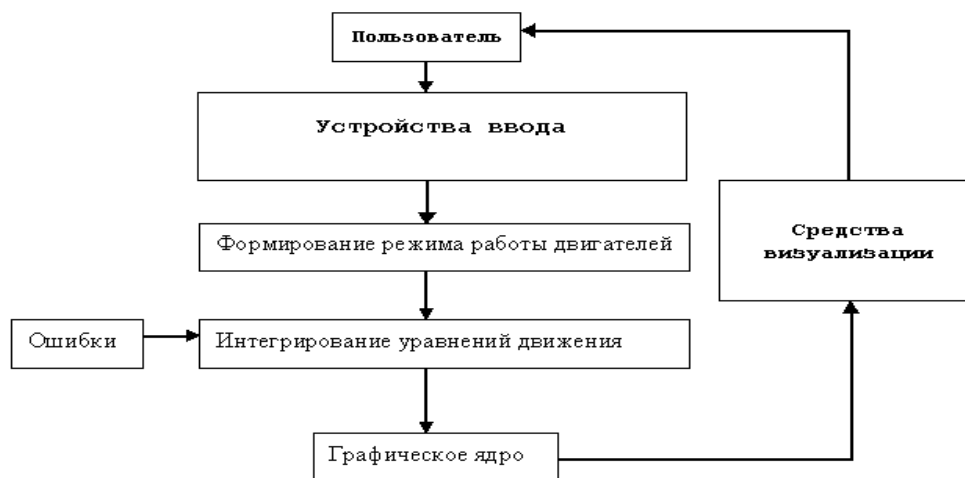 Пользователь
Устройства ввода
Формирование режима работы двигателей
Средства
визуализации
Ошибки
Интегрирование уравнений движения
Графическое ядро